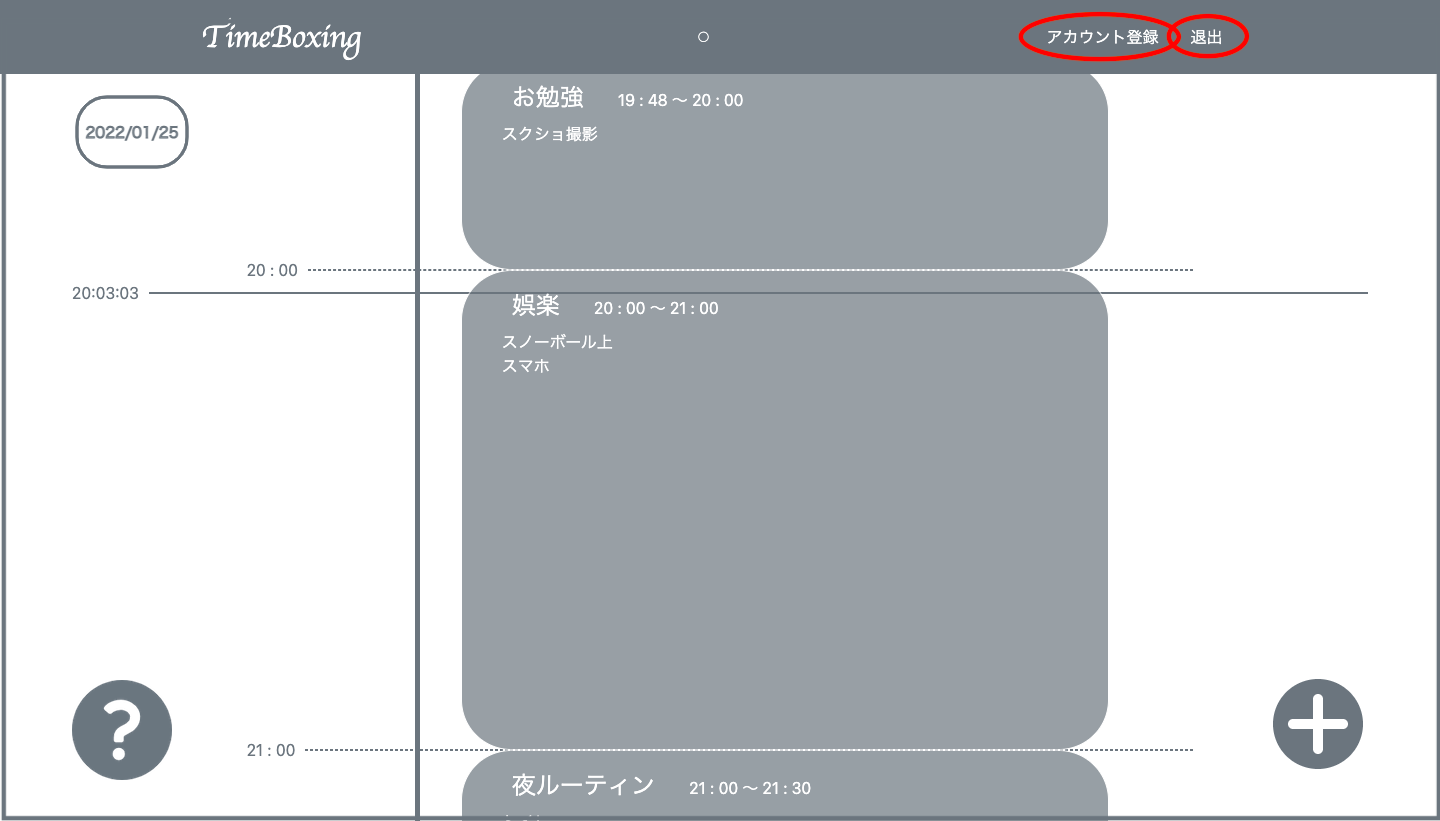 TimeBoxing
○
アカウント登録 退出
2022/01/25
お勉強 19 : 48 〜 20 : 00
スクショ撮影
20 : 00
20:03:03
娯楽 20 : 00 〜 21 : 00
スノーボール上
スマホ
?
21 : 00
夜ルーティン 21 : 00 〜 21 : 30